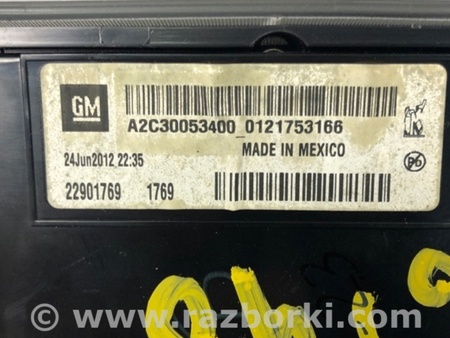 GM
A2C30053400_0121753166
24Jun2012 22:35
MADE IN MEXICO
22901769 1769
© www.razborki.com